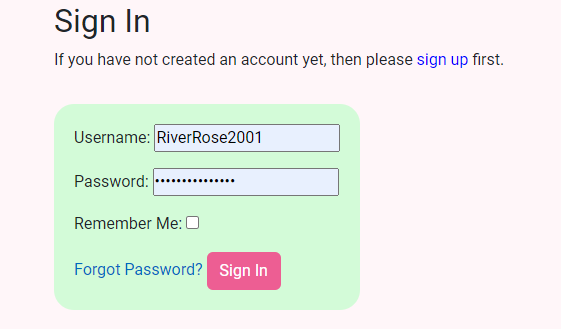 Sign In
If you have not created an account yet, then please sign up first.
Username: RiverRose2001
Password: •••••••••••••••
Remember Me:
Forgot Password? Sign In